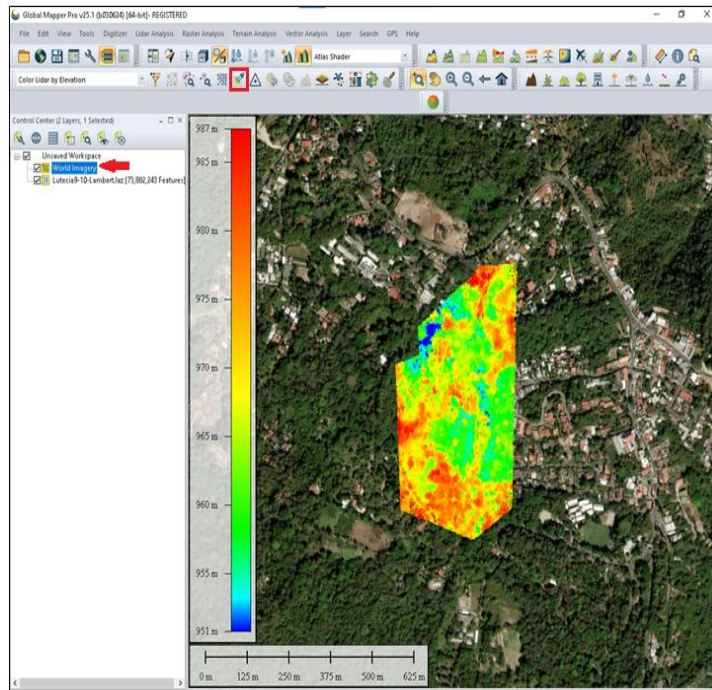 Global Mapper Pro v25.1 (b030624) [64-bit]- REGISTERED
File Edit View Tools Digitizer Lidar Analysis Raster Analysis Terrain Analysis Vector Analysis Layer Search GPS Help
Atlas Shader
Color Lidar by Elevation
Control Center (2 Layers, 1 Selected)
Unsaved Workspace
World Imagery
Lutecia9-10-Lambert.laz [73,882,243 Features]
987 m
985 m
980 m
975 m
970 m
965 m
960 m
955 m
951 m
0 m 125 m 250 m 375 m 500 m 625 m